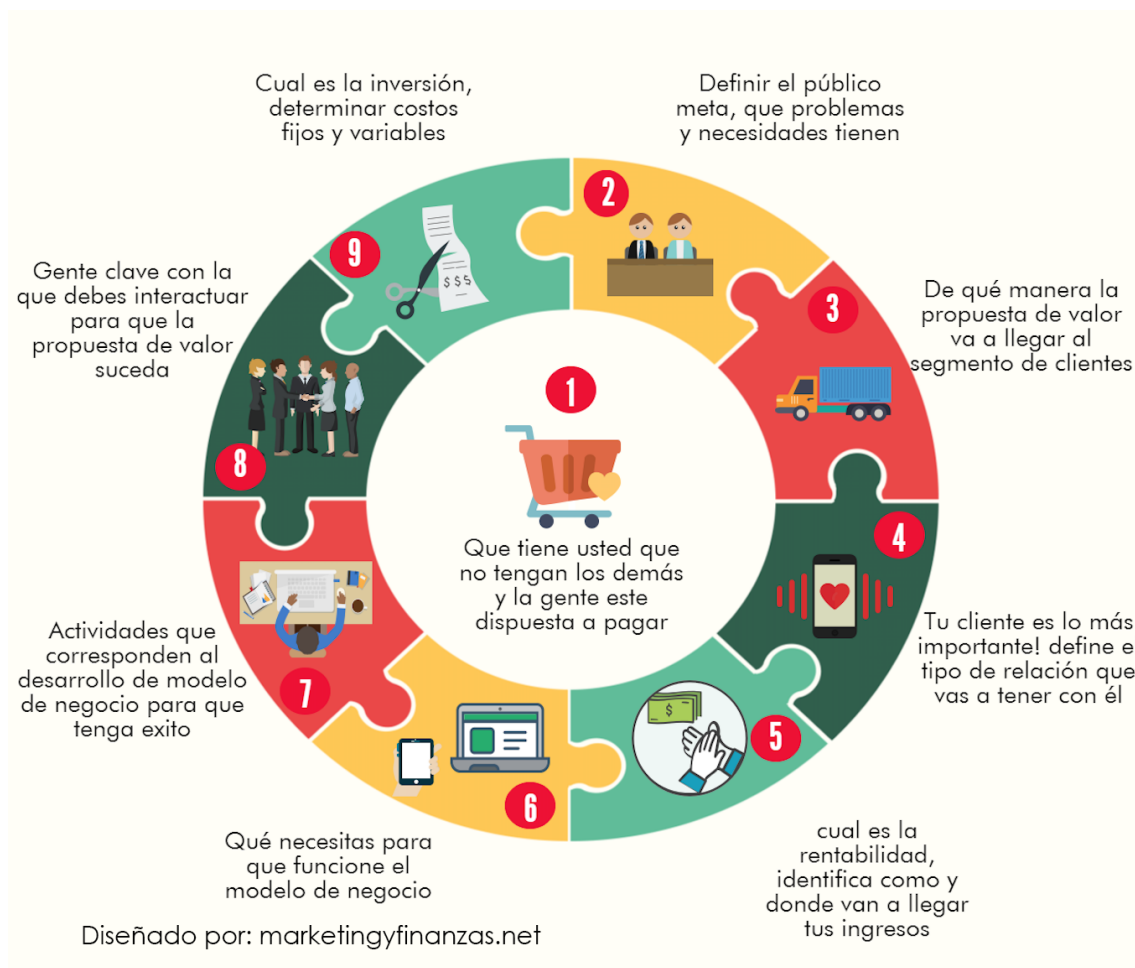 1
Que tiene usted que
no tengan los demás
y la gente este
dispuesta a pagar
2
Definir el público
meta, que problemas
y necesidades tienen
3
De qué manera la
propuesta de valor
va a llegar al
segmento de clientes
4
Tu cliente es lo más
importante! define e
tipo de relación que
vas a tener con él
5
cual es la
rentabilidad,
identifica como y
donde van a llegar
tus ingresos
6
Qué necesitas para
que funcione el
modelo de negocio
7
Actividades que
corresponden al
desarrollo de modelo
de negocio para que
tenga exito
8
Gente clave con la
que debes interactuar
para que la
propuesta de valor
suceda
9
Cual es la inversión,
determinar costos
fijos y variables
$$$
$
Diseñado por: marketingyfinanzas.net